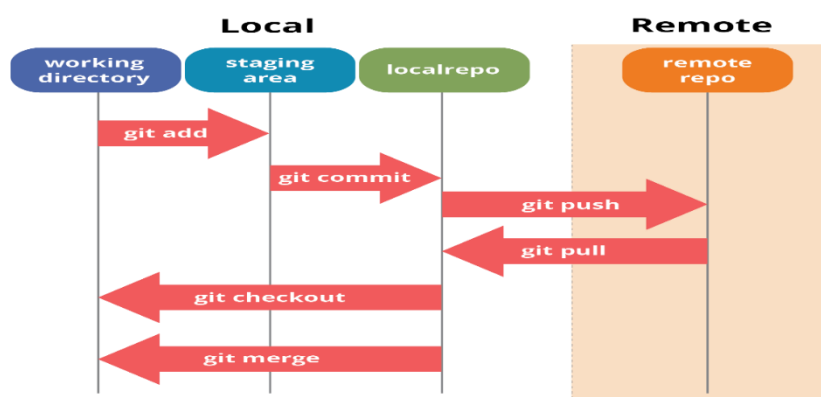 Local
Remote
working
directory
staging
area
localrepo
remote
repo
git add
git commit
git push
git pull
git checkout
git merge